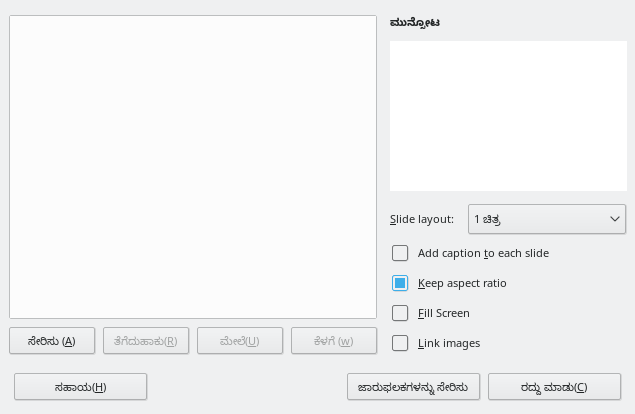 ಮುನ್ನೋಟ
Slide layout: 1 ಚಿತ್ರ
Add caption to each slide
Keep aspect ratio
Fill Screen
Link images
ಸೇರಿಸು (A) ತೆಗೆದುಹಾಕು(R) ಮೇಲೆ(U) ಕೆಳಗೆ (w)
ಸಹಾಯ(H) ಜಾರುಫಲಕಗಳನ್ನು ಸೇರಿಸು ರದ್ದು ಮಾಡು(C)